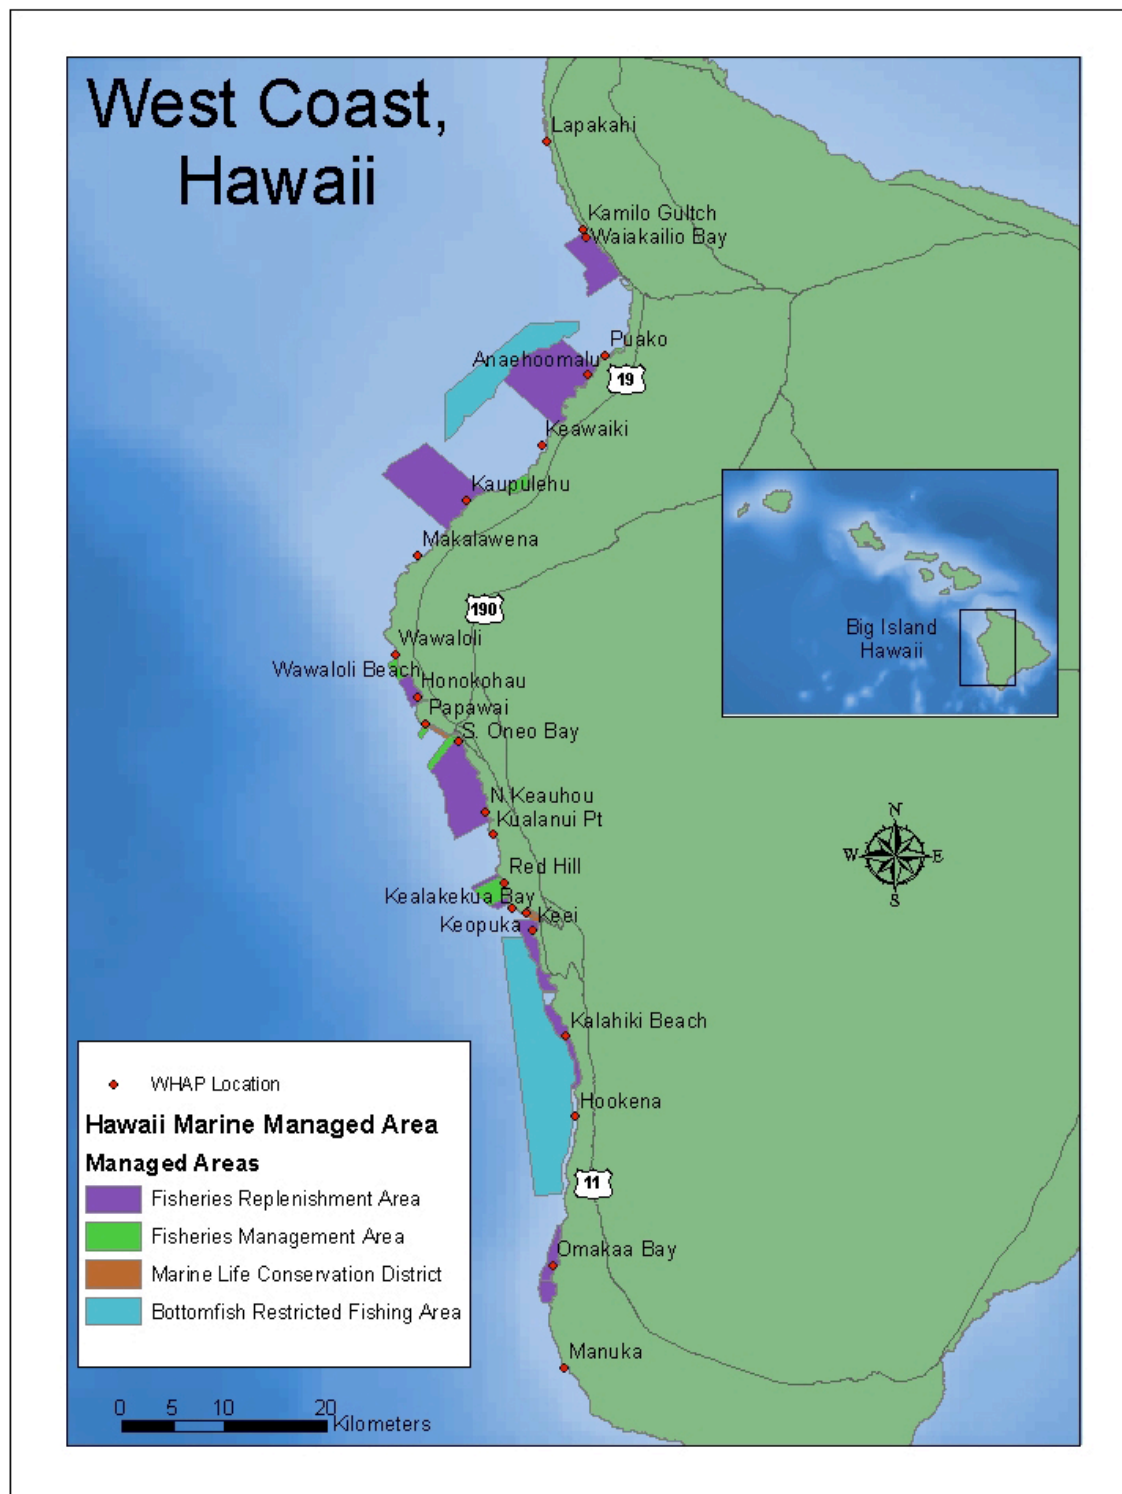 West Coast,
Hawaii
Lapakahi
Kamilo Gultch
Waiakailio Bay
Puako
Anaehoomalu
19
Keawaiki
Kaupulehu
Makalawena
190
Big Island
Hawaii
Wawaloli
Wawaloli Beach
Honokohau
Papawai
S. Oneo Bay
N Keauhou
Kualanui Pt
N
W
E
S
Red Hill
Kealakekua Bay
Keei
Keopuka
Kalahiki Beach
Hookena
11
Omakaa Bay
Manuka
WHAP Location
Hawaii Marine Managed Area
Managed Areas
Fisheries Replenishment Area
Fisheries Management Area
Marine Life Conservation District
Bottomfish Restricted Fishing Area
0 5 10 20
Kilometers